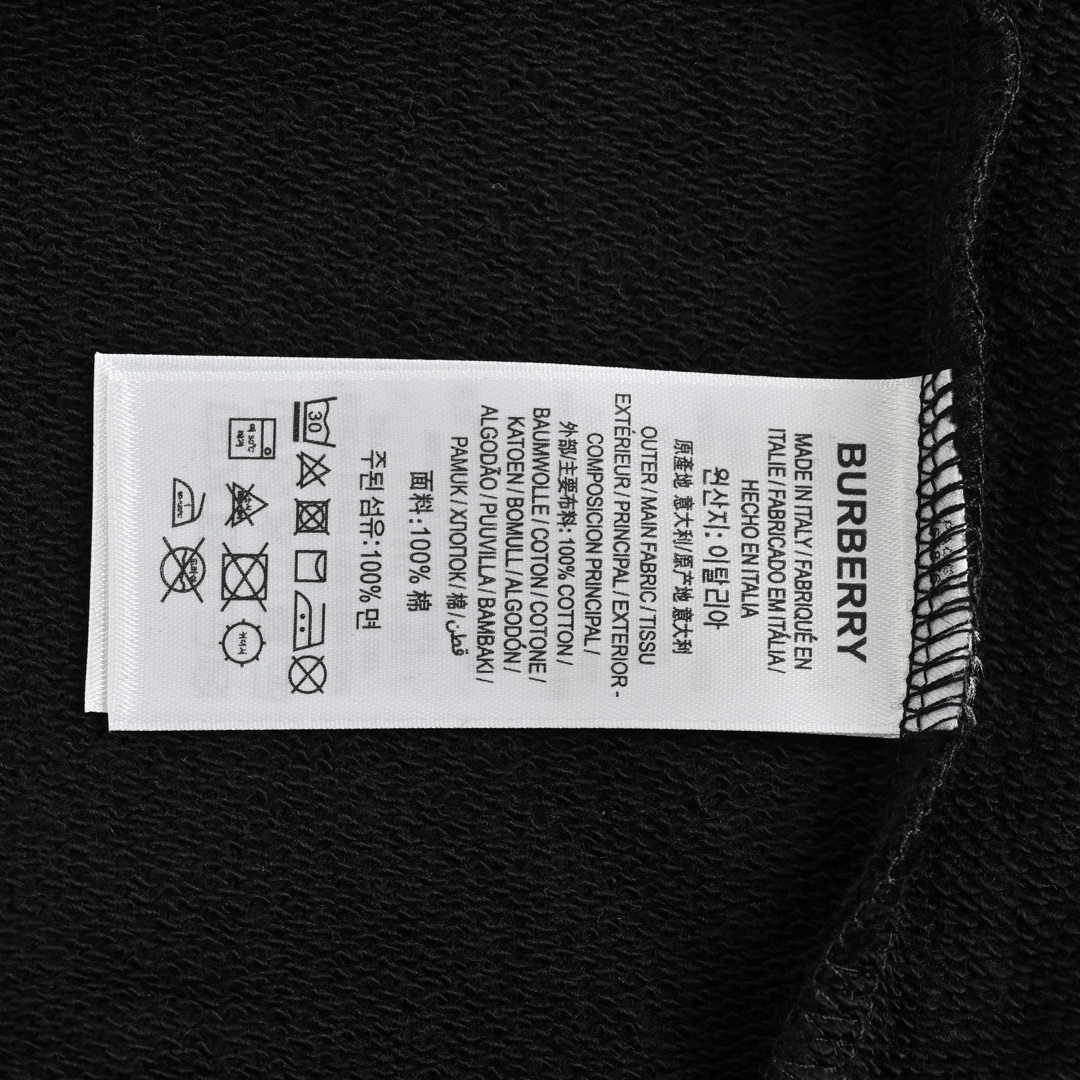 BURBERRY
MADE IN ITALY / FABRIQUÉ EN
ITALIE / FABRICADO EM ITÁLIA /
HECHO EN ITALIA
원산지: 이탈리아
原產地 意大利/原产地 意大利
OUTER / MAIN FABRIC / TISSU
EXTÉRIEUR / PRINCIPAL / EXTERIOR -
COMPOSICION PRINCIPAL /
外部/主要布料: 100% COTTON /
BAUMWOLLE / COTON / COTONE /
KATOEN / BOMULL / ALGODÓN /
ALGODÃO / PUUVILLA / BAMBAKI /
PAMUK / ХЛОПОК / 棉 / قطن
面料:100% 棉
주된섬유:100% 면
30